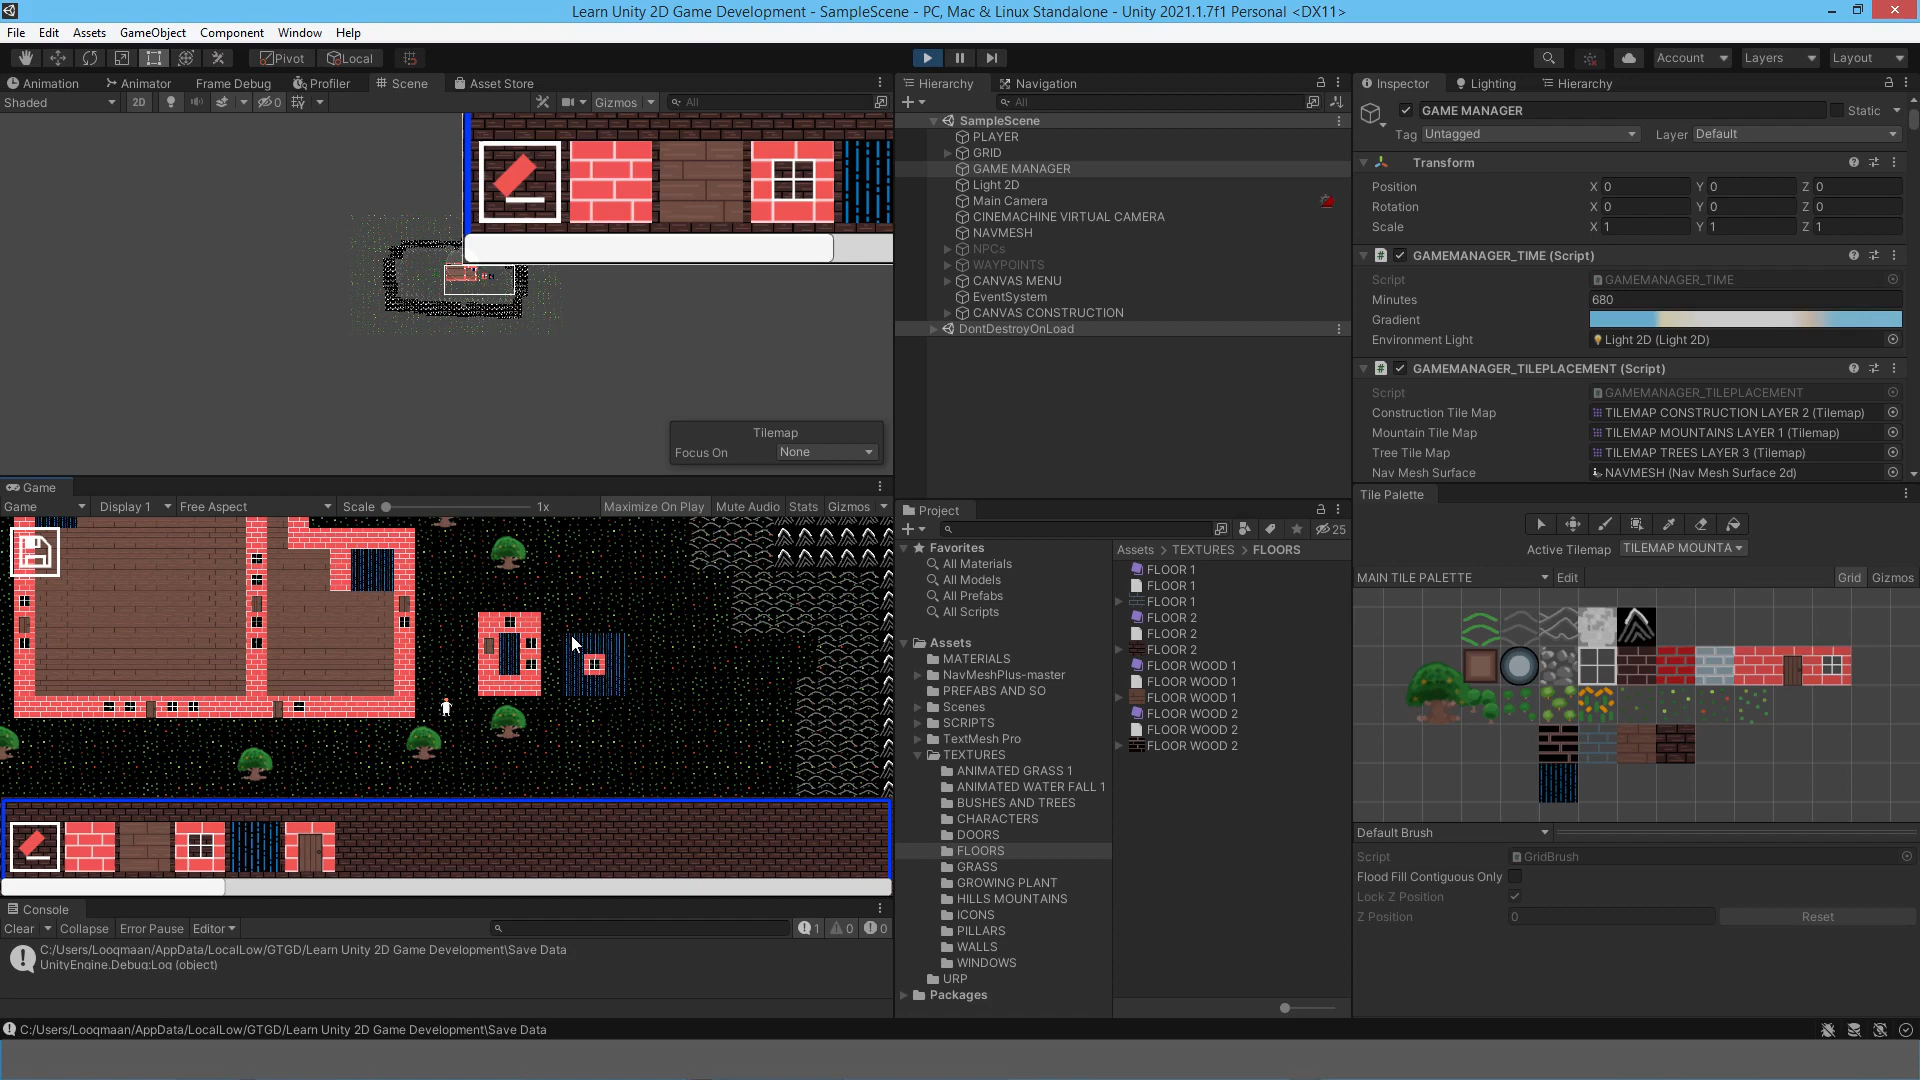 Learn Unity 2D Game Development - SampleScene - PC, Mac & Linux Standalone - Unity 2021.1.7f1 Personal <DX11>
File Edit Assets GameObject Component Window Help
Pivot Local Account Layers Layout
Animation Animator Frame Debug Profiler Scene Asset Store
Shaded 2D 0 Gizmos All
Tilemap
Focus On None
Game
Game Display 1 Free Aspect Scale 1x Maximize On Play Mute Audio Stats Gizmos
Console
Clear Collapse Error Pause Editor 1 0 0
C:/Users/Looqmaan/AppData/LocalLow/GTGD/Learn Unity 2D Game Development\Save Data
UnityEngine.Debug:Log (object)
C:/Users/Looqmaan/AppData/LocalLow/GTGD/Learn Unity 2D Game Development\Save Data
Hierarchy Navigation
All
SampleScene
PLAYER
GRID
GAME MANAGER
Light 2D
Main Camera
CINEMACHINE VIRTUAL CAMERA
NAVMESH
NPCs
WAYPOINTS
CANVAS MENU
EventSystem
CANVAS CONSTRUCTION
DontDestroyOnLoad
Project
25
Favorites
All Materials
All Models
All Prefabs
All Scripts
Assets
MATERIALS
NavMeshPlus-master
PREFABS AND SO
Scenes
SCRIPTS
TextMesh Pro
TEXTURES
ANIMATED GRASS 1
ANIMATED WATER FALL 1
BUSHES AND TREES
CHARACTERS
DOORS
FLOORS
GRASS
GROWING PLANT
HILLS MOUNTAINS
ICONS
PILLARS
WALLS
WINDOWS
URP
Packages
Assets > TEXTURES > FLOORS
FLOOR 1
FLOOR 1
FLOOR 1
FLOOR 2
FLOOR 2
FLOOR 2
FLOOR WOOD 1
FLOOR WOOD 1
FLOOR WOOD 1
FLOOR WOOD 2
FLOOR WOOD 2
FLOOR WOOD 2
Inspector Lighting Hierarchy
GAME MANAGER Static
Tag Untagged Layer Default
Transform
Position X 0 Y 0 Z 0
Rotation X 0 Y 0 Z 0
Scale X 1 Y 1 Z 1
GAMEMANAGER_TIME (Script)
Script GAMEMANAGER_TIME
Minutes 680
Gradient
Environment Light Light 2D (Light 2D)
GAMEMANAGER_TILEPLACEMENT (Script)
Script GAMEMANAGER_TILEPLACEMENT
Construction Tile Map TILEMAP CONSTRUCTION LAYER 2 (Tilemap)
Mountain Tile Map TILEMAP MOUNTAINS LAYER 1 (Tilemap)
Tree Tile Map TILEMAP TREES LAYER 3 (Tilemap)
Nav Mesh Surface NAVMESH (Nav Mesh Surface 2d)
Tile Palette
Active Tilemap TILEMAP MOUNTA
MAIN TILE PALETTE Edit Grid Gizmos
Default Brush
Script GridBrush
Flood Fill Contiguous Only
Lock Z Position
Z Position 0 Reset